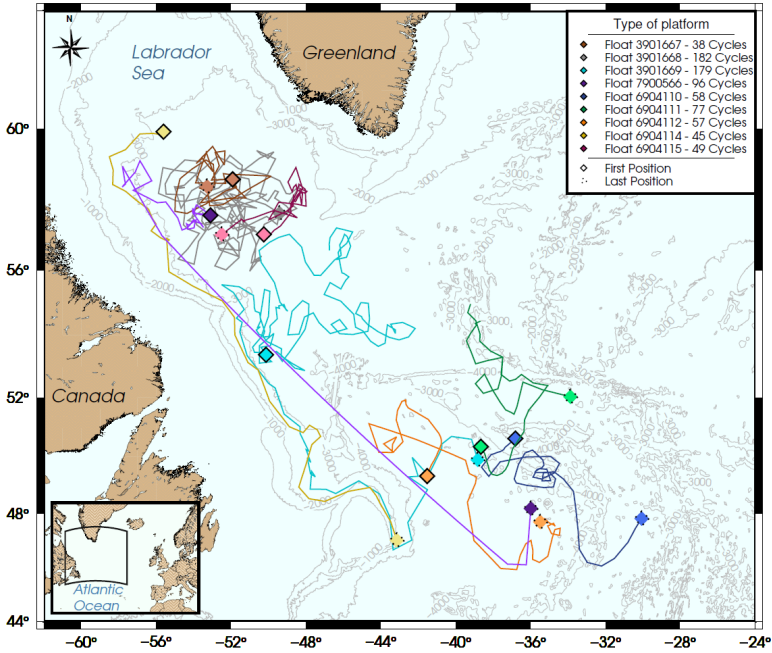 N
Labrador
Sea
Greenland
Type of platform
Float 3901667 - 38 Cycles
Float 3901668 - 182 Cycles
Float 3901669 - 179 Cycles
Float 7900566 - 96 Cycles
Float 6904110 - 58 Cycles
Float 6904111 - 77 Cycles
Float 6904112 - 57 Cycles
Float 6904114 - 45 Cycles
Float 6904115 - 49 Cycles
First Position
Last Position
60°
56°
52°
48°
44°
Canada
Atlantic
Ocean
−60° −56° −52° −48° −44° −40° −36° −32° −28° −24°